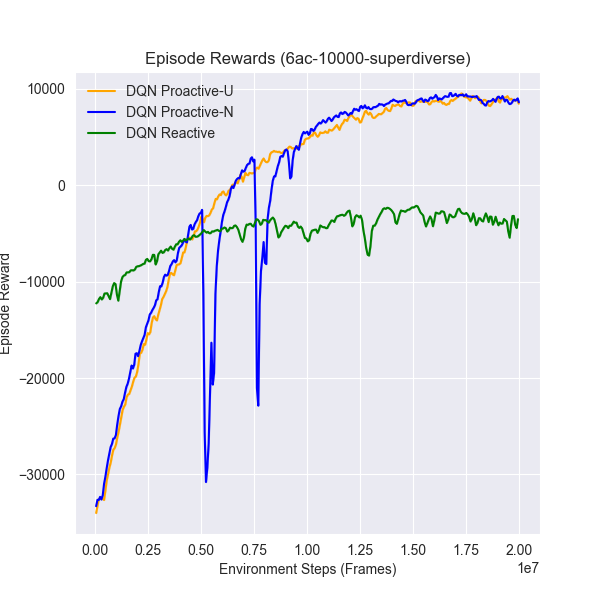 Episode Rewards (6ac-10000-superdiverse)
DQN Proactive-U
DQN Proactive-N
DQN Reactive
10000
0
−10000
−20000
−30000
Episode Reward
0.00 0.25 0.50 0.75 1.00 1.25 1.50 1.75 2.00
1e7
Environment Steps (Frames)